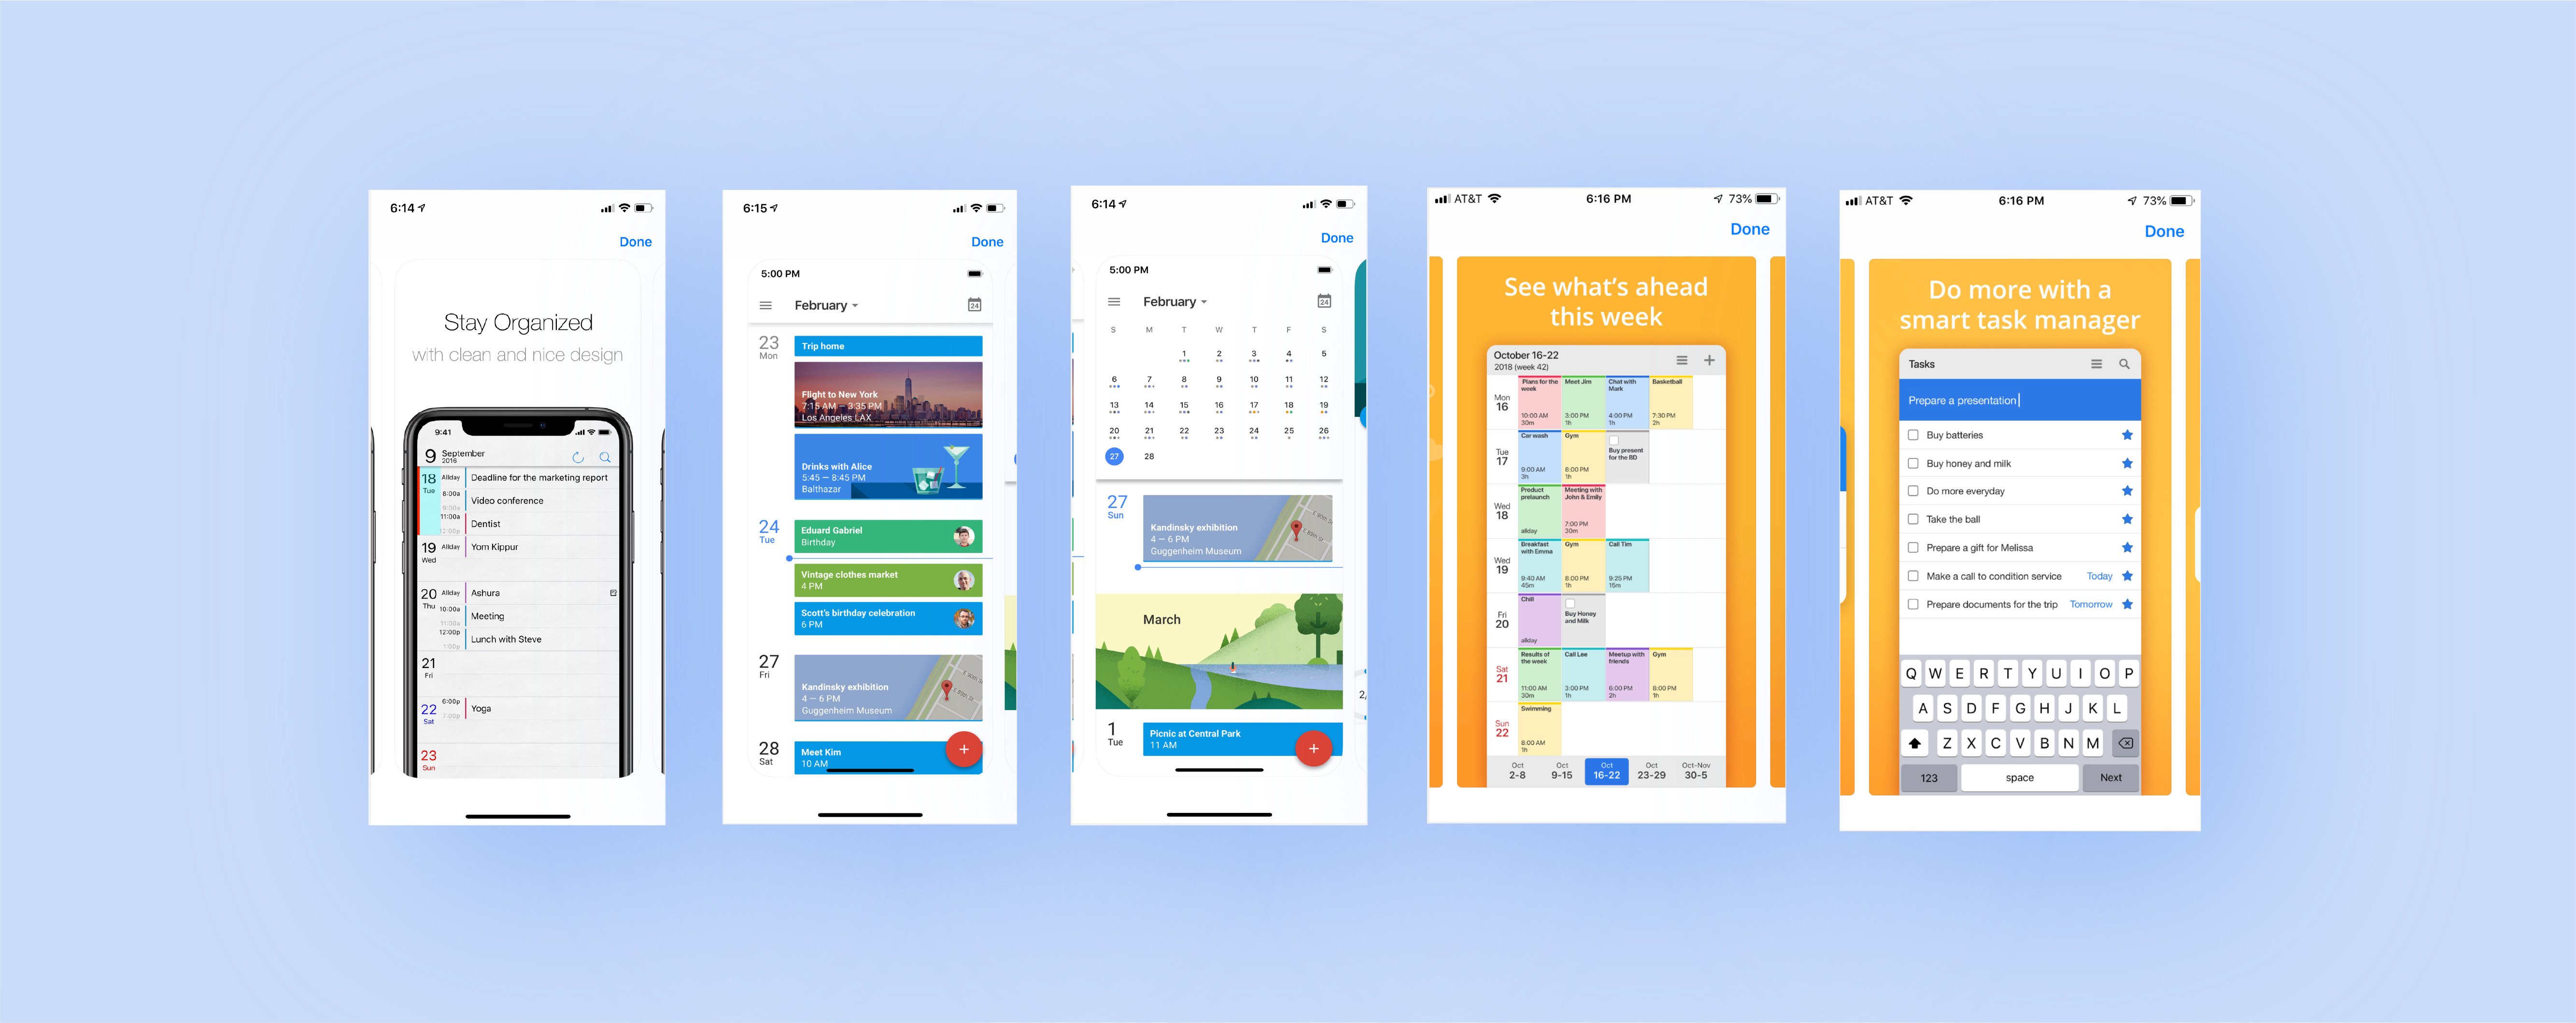 6:14
Done
Stay Organized
with clean and nice design
9:41
9 September
2016
18 Allday Deadline for the marketing report
Tue
8:00a Video conference
9:00a
11:00a Dentist
12:00p
19 Allday Yom Kippur
Wed
20 Allday Ashura
Thu
10:00a Meeting
11:00a
12:00p Lunch with Steve
1:00p
21
Fri
22 6:00p Yoga
Sat 7:00p
23
Sun
6:15
Done
5:00 PM
February
24
23 Trip home
Mon
Flight to New York
7:15 AM – 3:35 PM
Los Angeles LAX
Drinks with Alice
5:45 – 8:45 PM
Balthazar
24 Eduard Gabriel
Tue Birthday
Vintage clothes market
4 PM
Scott's birthday celebration
6 PM
27
Fri
Kandinsky exhibition
4 – 6 PM
Guggenheim Museum
E 90th St
E 89th St
28 Meet Kim
Sat 10 AM
+
6:14
Done
5:00 PM
February
24
S M T W T F S
1 2 3 4 5
6 7 8 9 10 11 12
13 14 15 16 17 18 19
20 21 22 23 24 25 26
27 28
27
Sun
Kandinsky exhibition
4 – 6 PM
Guggenheim Museum
March
1 Picnic at Central Park
Tue 11 AM
+
2,
AT&T 6:16 PM 73%
Done
See what's ahead
this week
October 16-22
2018 (week 42)
+
Mon
16
Plans for the week
10:00 AM
30m
Meet Jim
3:00 PM
1h
Chat with Mark
4:00 PM
1h
Basketball
7:30 PM
2h
Tue
17
Car wash
9:00 AM
3h
Gym
8:00 PM
1h
Buy present
for the BD
Wed
18
Product
prelaunch
allday
Meeting with
John & Emily
7:00 PM
30m
Wed
19
Breakfast
with Emma
9:40 AM
45m
Gym
8:00 PM
1h
Call Tim
9:25 PM
15m
Fri
20
Chill
allday
Buy Honey
and Milk
Sat
21
Results of
the week
11:00 AM
30m
Call Lee
3:00 PM
1h
Meetup with
friends
6:00 PM
2h
Gym
8:00 PM
1h
Sun
22
Swimming
8:00 AM
1h
Oct Oct Oct Oct Oct-Nov
2-8 9-15 16-22 23-29 30-5
AT&T 6:16 PM 73%
Done
Do more with a
smart task manager
Tasks
Prepare a presentation
Buy batteries
Buy honey and milk
Do more everyday
Take the ball
Prepare a gift for Melissa
Make a call to condition service Today
Prepare documents for the trip Tomorrow
Q W E R T Y U I O P
A S D F G H J K L
Z X C V B N M
123 space Next